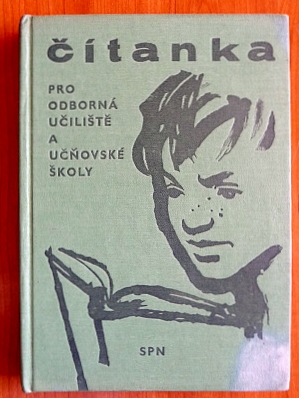 čítanka
PRO
ODBORNÁ
UČILIŠTĚ
A
UČŇOVSKÉ
ŠKOLY
SPN